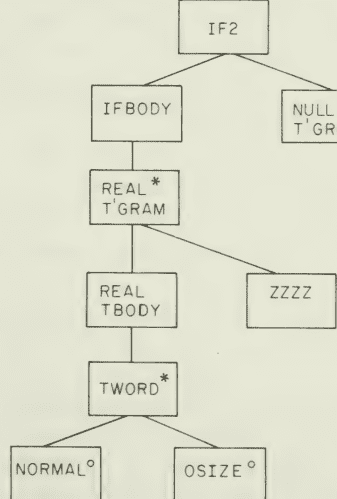 IF2
IFBODY
NULL
T'GR
REAL *
T'GRAM
REAL
TBODY
ZZZZ
TWORD*
NORMAL°
OSIZE°